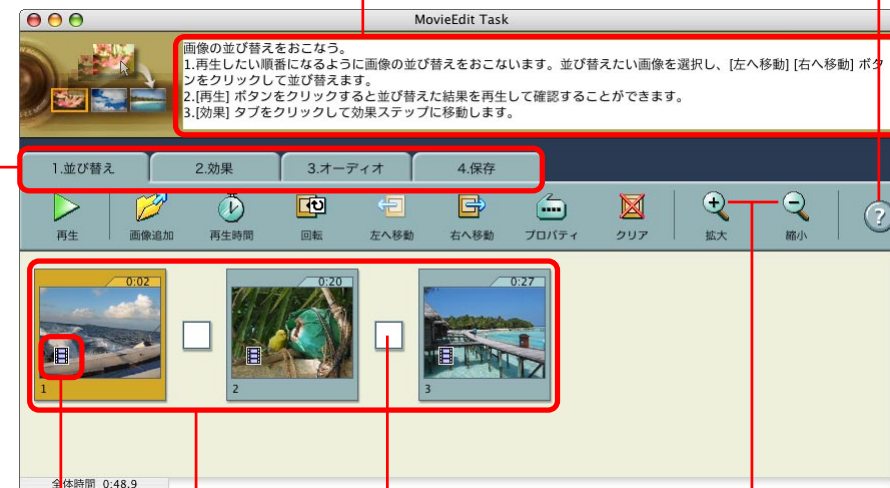 MovieEdit Task
画像の並び替えをおこなう。
1.再生したい順番になるように画像の並び替えをおこないます。並び替えたい画像を選択し、[左へ移動] [右へ移動] ボタ
ンをクリックして並び替えます。
2.[再生] ボタンをクリックすると並び替えた結果を再生して確認することができます。
3.[効果] タブをクリックして効果ステップに移動します。
1.並び替え 2.効果 3.オーディオ 4.保存
再生 画像追加 再生時間 回転 左へ移動 右へ移動 プロパティ クリア 拡大 縮小 ?
0:02 0:20 0:27
1 2 3
全体時間 0:48.9